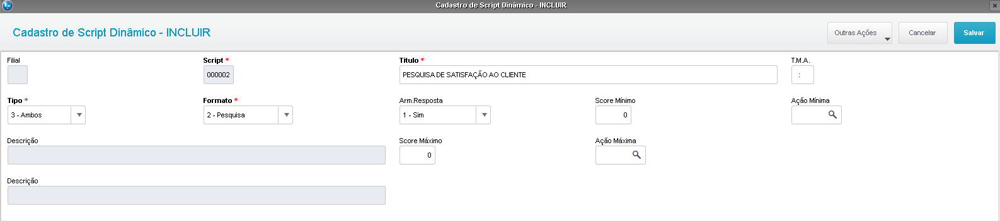 Cadastro de Script Dinâmico - INCLUIR
Cadastro de Script Dinâmico - INCLUIR
Outras Ações
Cancelar
Salvar
Filial
Script *
Titulo *
T.M.A.
000002
PESQUISA DE SATISFAÇÃO AO CLIENTE
:
Tipo *
Formato *
Arm.Resposta
Score Mínimo
Ação Mínima
3 - Ambos
2 - Pesquisa
1 - Sim
0
Descrição
Score Máximo
Ação Máxima
0
Descrição